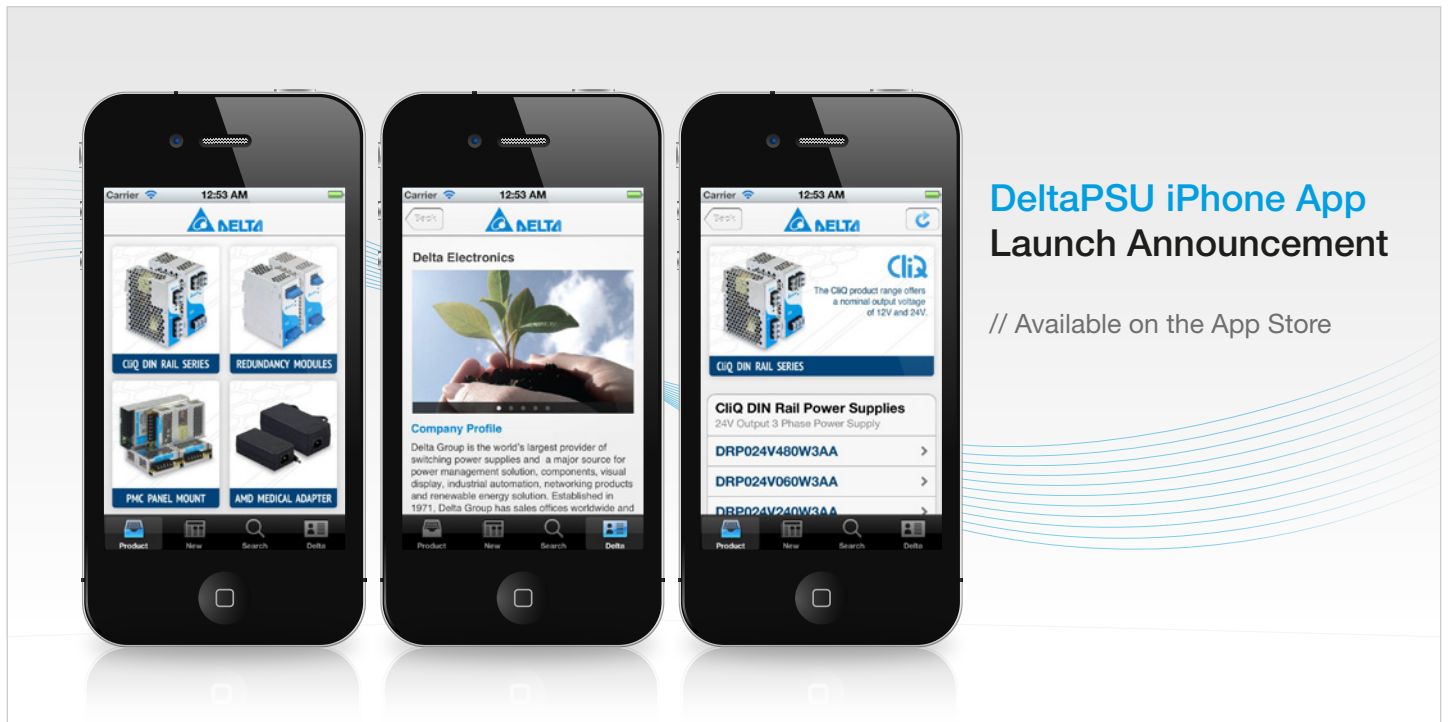 Carrier 12:53 AM
DELTA
CliQ DIN RAIL SERIES
REDUNDANCY MODULES
PMC PANEL MOUNT
AMD MEDICAL ADAPTER
Product New Search Delta
Carrier 12:53 AM
Back
DELTA
Delta Electronics
Company Profile
Delta Group is the world's largest provider of
switching power supplies and a major source for
power management solution, components, visual
display, industrial automation, networking products
and renewable energy solution. Established in
1971, Delta Group has sales offices worldwide and
Product New Search Delta
Carrier 12:53 AM
Back
DELTA
CliQ
The CliQ product range offers
a nominal output voltage
of 12V and 24V.
CliQ DIN RAIL SERIES
CliQ DIN Rail Power Supplies
24V Output 3 Phase Power Supply
DRP024V480W3AA
DRP024V060W3AA
DRP024V240W3AA
Product New Search Delta
DeltaPSU iPhone App
Launch Announcement
// Available on the App Store